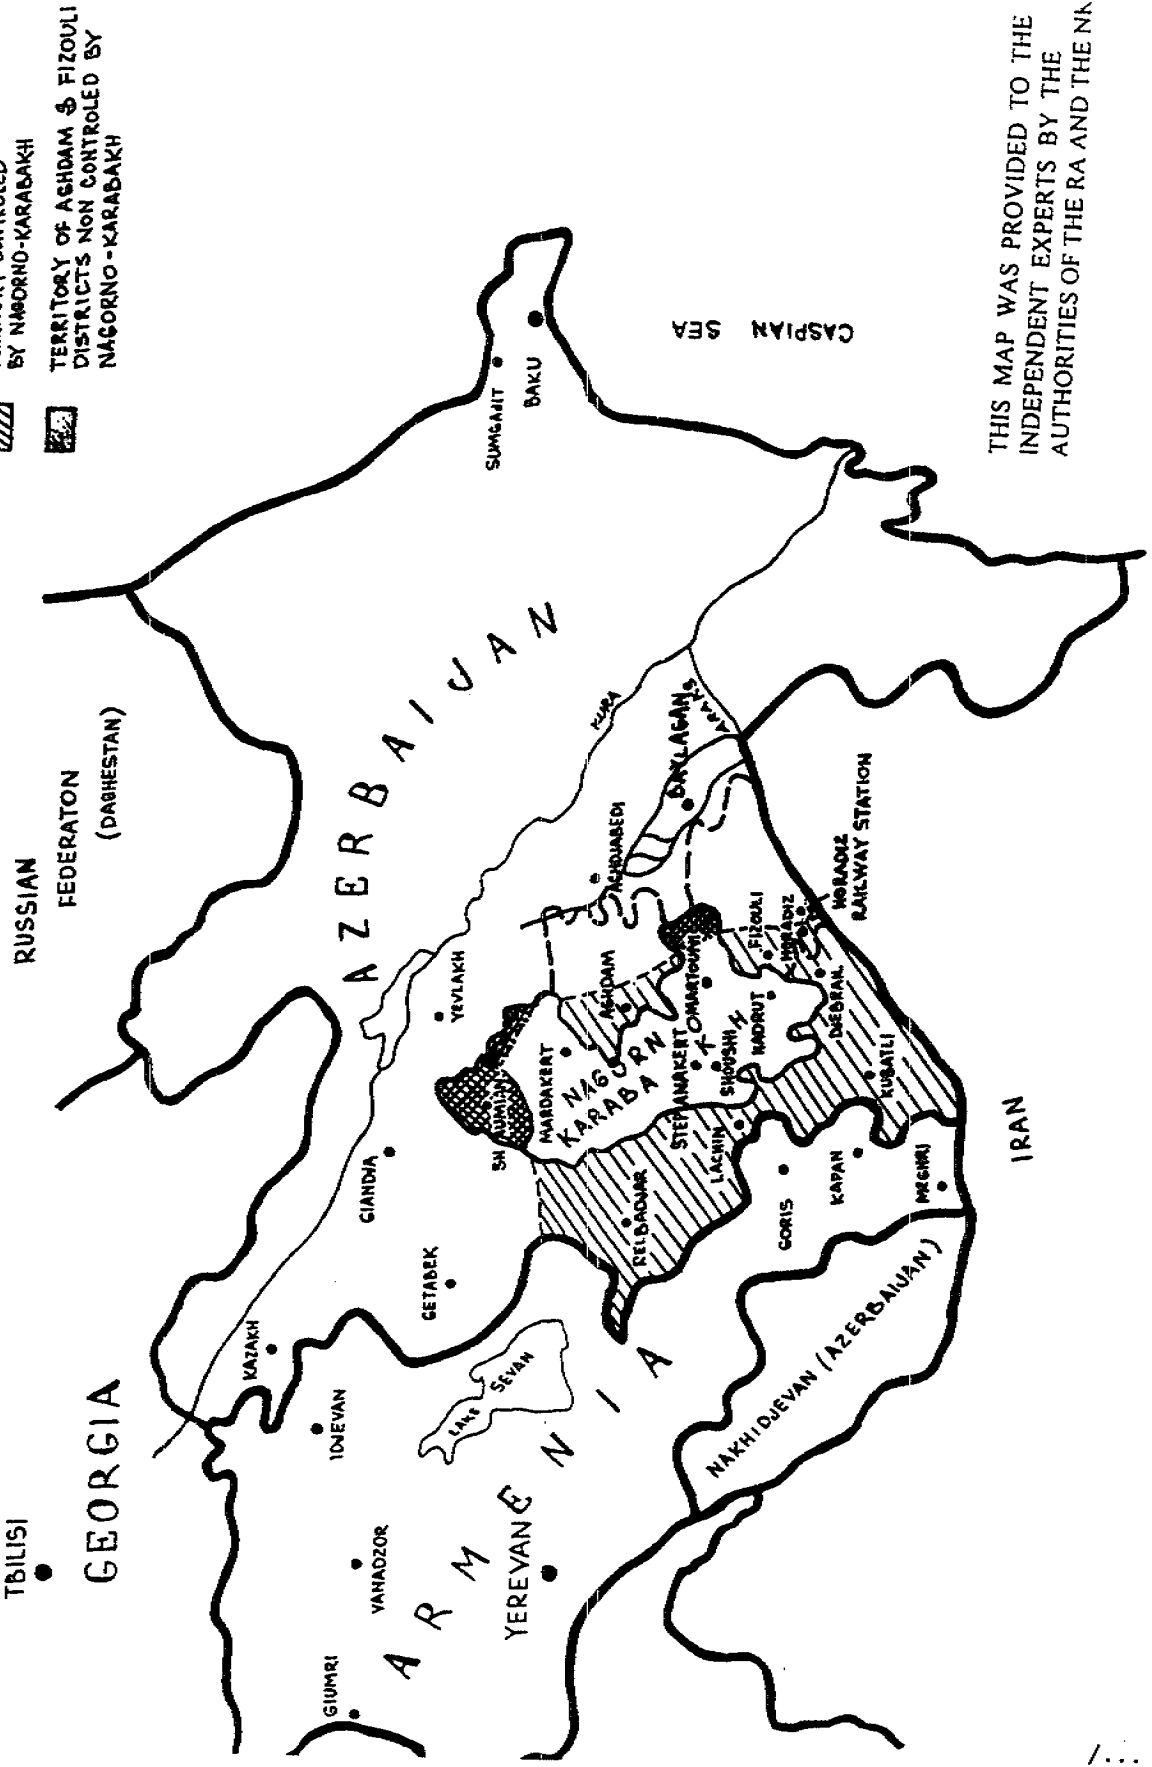 BY NAGORNO-KARABAKH
TERRITORY OF AGHDAM & FIZOULI
DISTRICTS NON CONTROLED BY
NAGORNO-KARABAKH
RUSSIAN
FEDERATON
(DAGHESTAN)
TBILISI
GEORGIA
AZERBAIJAN
SUMGAJIT
BAKU
CASPIAN SEA
KURA
ARAKS
KAZAKH
IDJEVAN
GIUMRI
VANADZOR
ARMENIA
YEREVAN
LAKE SEVAN
GETABEK
GIANDJA
YEVLAKH
SHAUMIAN
MARDAKERT
NAGORNO
KARABAKH
AGHDAM
AGHDJABEDI
BAYLAGAN
STEPANAKERT
MARTOUNI
SHOUSHI
HADRUT
FIZOULI
HORADIZ
HORADIZ
RAILWAY STATION
DJEBRAIL
KUBATLI
LACHIN
KELBADJAR
GORIS
KAPAN
MEGHRI
IRAN
NAKHIDJEVAN (AZERBAIJAN)
THIS MAP WAS PROVIDED TO THE
INDEPENDENT EXPERTS BY THE
AUTHORITIES OF THE RA AND THE
/...